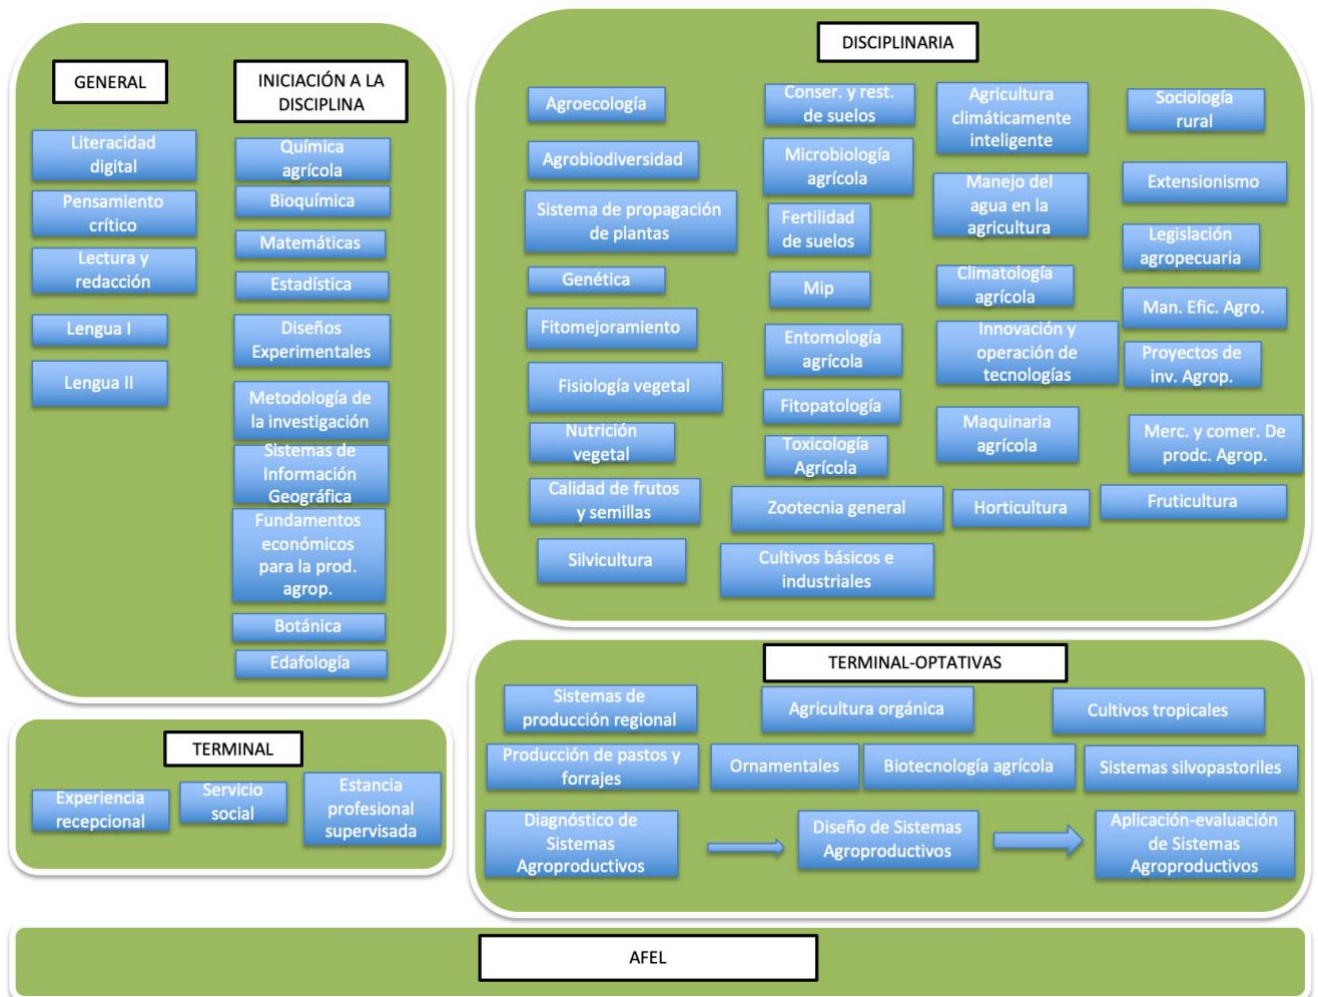 GENERAL
Literacidad
digital
Pensamiento
crítico
Lectura y
redacción
Lengua I
Lengua II
INICIACIÓN A LA
DISCIPLINA
Química
agrícola
Bioquímica
Matemáticas
Estadística
Diseños
Experimentales
Metodología de
la investigación
Sistemas de
Información
Geográfica
Fundamentos
económicos
para la prod.
agrop.
Botánica
Edafología
DISCIPLINARIA
Agroecología
Agrobiodiversidad
Sistema de propagación
de plantas
Genética
Fitomejoramiento
Fisiología vegetal
Nutrición
vegetal
Calidad de frutos
y semillas
Silvicultura
Conser. y rest.
de suelos
Microbiología
agrícola
Fertilidad
de suelos
Mip
Entomología
agrícola
Fitopatología
Toxicología
Agrícola
Zootecnia general
Cultivos básicos e
industriales
Agricultura
climáticamente
inteligente
Manejo del
agua en la
agricultura
Climatología
agrícola
Innovación y
operación de
tecnologías
Maquinaria
agrícola
Horticultura
Sociología
rural
Extensionismo
Legislación
agropecuaria
Man. Efic. Agro.
Proyectos de
inv. Agrop.
Merc. y comer. De
prodc. Agrop.
Fruticultura
TERMINAL
Experiencia
recepcional
Servicio
social
Estancia
profesional
supervisada
TERMINAL-OPTATIVAS
Sistemas de
producción regional
Agricultura orgánica
Cultivos tropicales
Producción de pastos y
forrajes
Ornamentales
Biotecnología agrícola
Sistemas silvopastoriles
Diagnóstico de
Sistemas
Agroproductivos
Diseño de Sistemas
Agroproductivos
Aplicación-evaluación
de Sistemas
Agroproductivos
AFEL